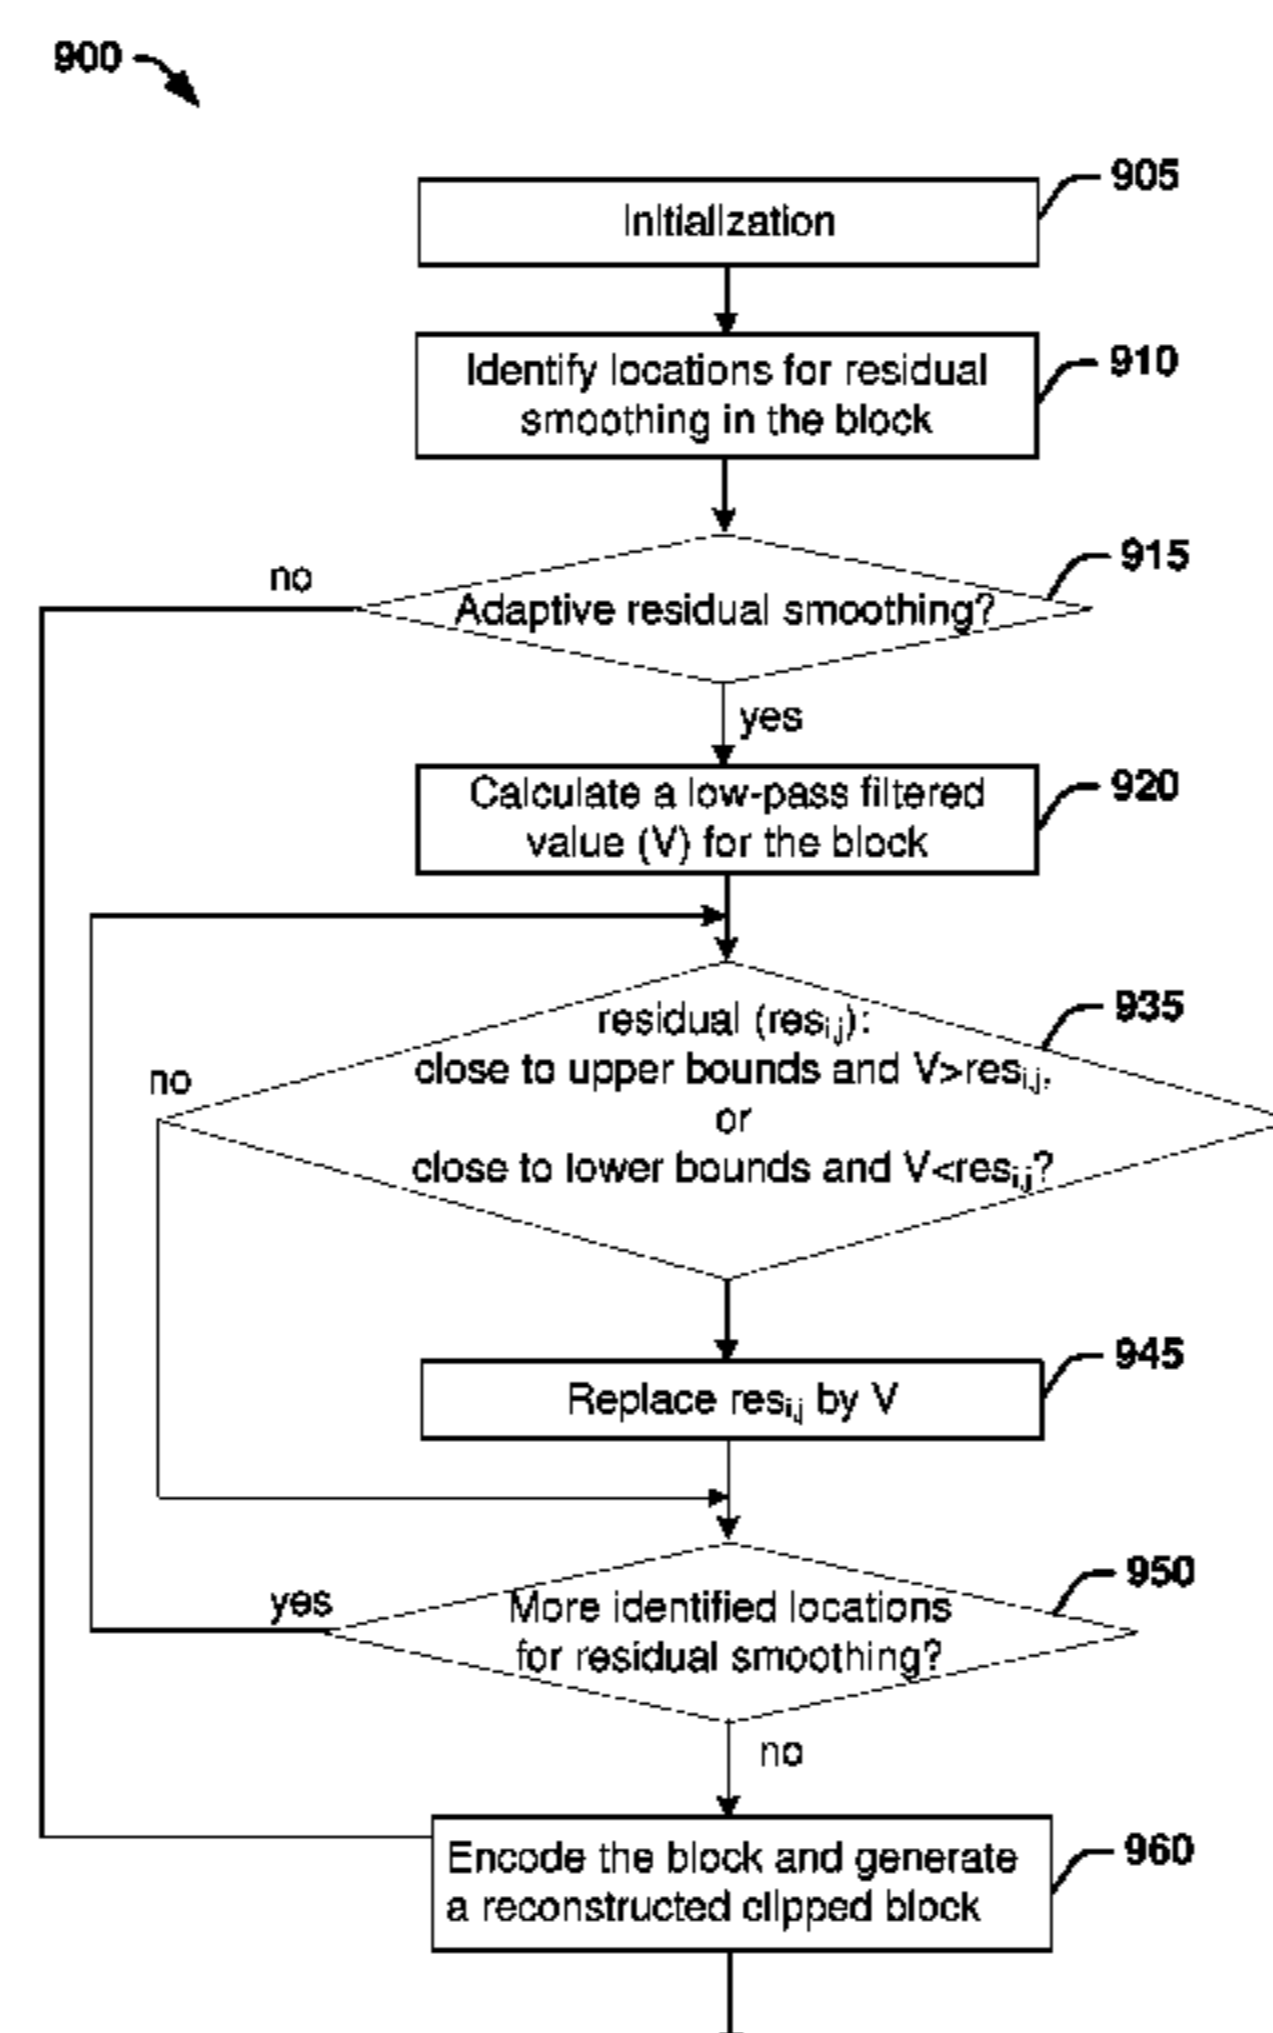 900
905
Initialization
910
Identify locations for residual
smoothing in the block
915
no
Adaptive residual smoothing?
yes
920
Calculate a low-pass filtered
value (V) for the block
935
residual (resi,j):
close to upper bounds and V>resi,j,
no
or
close to lower bounds and V<resi,j?
945
Replace resi,j by V
950
yes
More identified locations
for residual smoothing?
no
960
Encode the block and generate
a reconstructed clipped block